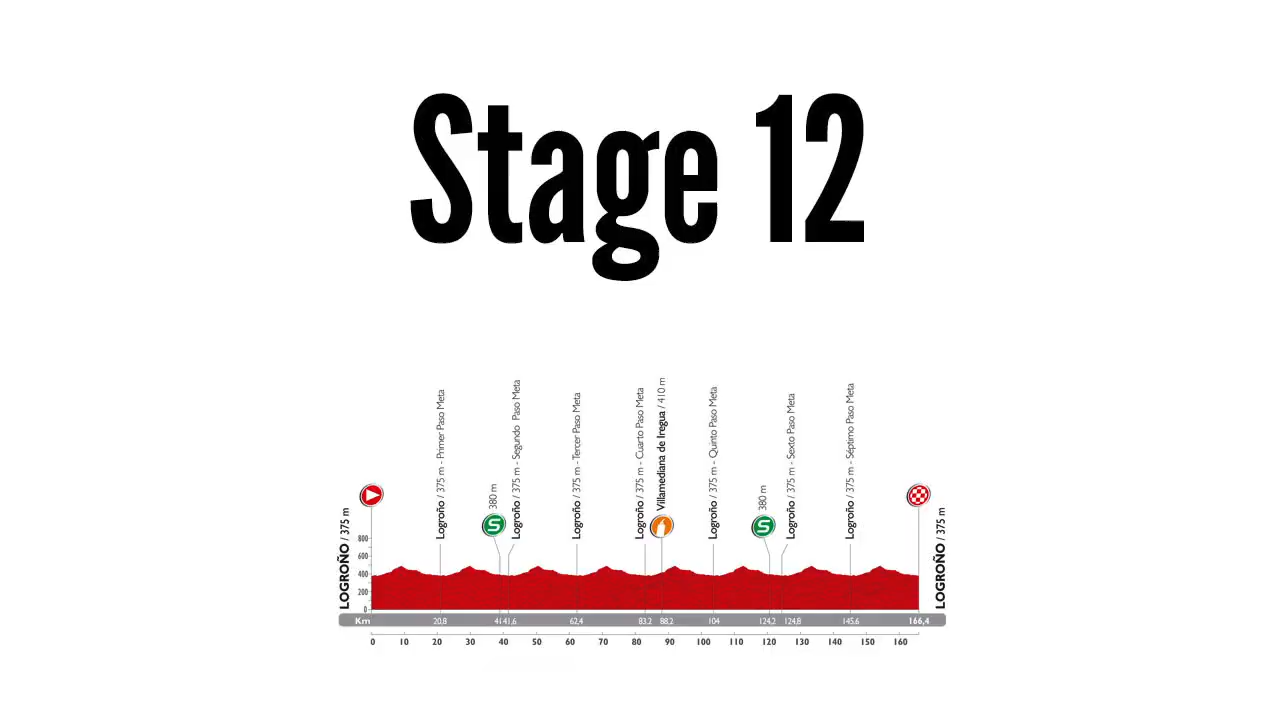 Stage 12
LOGROÑO / 375 m
Logroño / 375 m - Primer Paso Meta
380 m
S
Logroño / 375 m - Segundo Paso Meta
Logroño / 375 m - Tercer Paso Meta
Logroño / 375 m - Cuarto Paso Meta
Villamediana de Iregua / 410 m
Logroño / 375 m - Quinto Paso Meta
380 m
S
Logroño / 375 m - Sexto Paso Meta
Logroño / 375 m - Séptimo Paso Meta
LOGROÑO / 375 m
800
600
400
200
0
Km 20,8 41 41,6 62,4 83,2 88,2 104 124,2 124,8 145,6 166,4
0 10 20 30 40 50 60 70 80 90 100 110 120 130 140 150 160